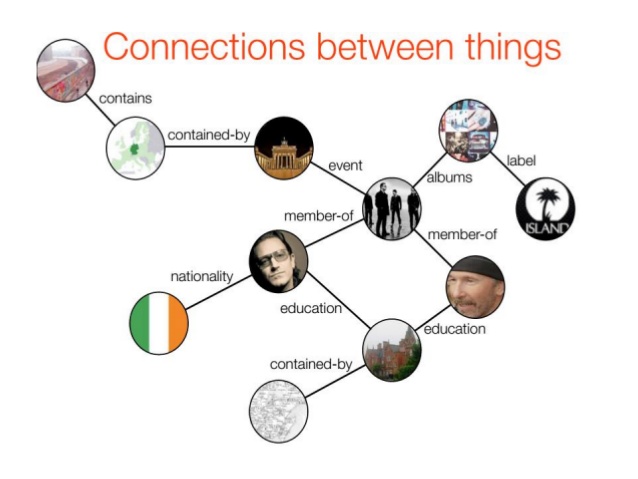 Connections between things
contains
contained-by
event
albums
label
ISLAND
member-of
member-of
nationality
education
education
contained-by